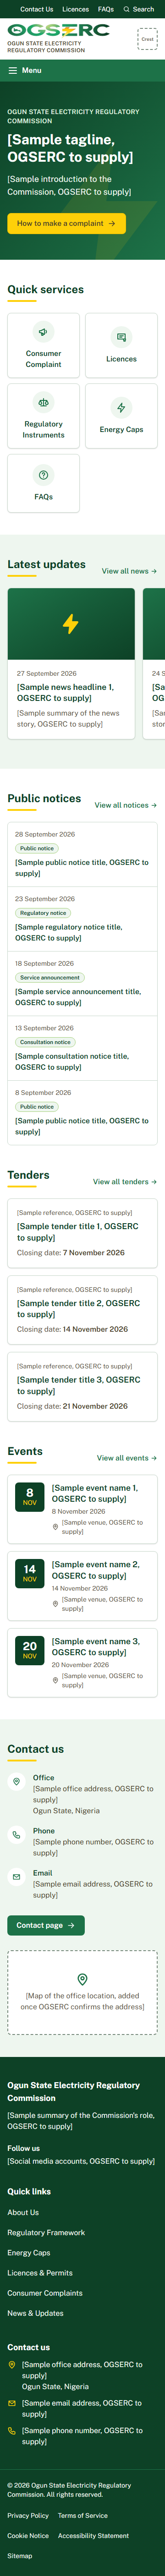 Contact Us Licences FAQs Search
OGSERC
OGUN STATE ELECTRICITY
REGULATORY COMMISSION
Crest
Menu
OGUN STATE ELECTRICITY REGULATORY
COMMISSION
[Sample tagline,
OGSERC to supply]
[Sample introduction to the
Commission, OGSERC to supply]
How to make a complaint →
Quick services
Consumer
Complaint
Licences
Regulatory
Instruments
Energy Caps
FAQs
Latest updates
View all news →
27 September 2026
[Sample news headline 1,
OGSERC to supply]
[Sample summary of the news
story, OGSERC to supply]
24 S
[Sa
OG
[Sam
stor
Public notices
View all notices →
28 September 2026
Public notice
[Sample public notice title, OGSERC to
supply]
23 September 2026
Regulatory notice
[Sample regulatory notice title,
OGSERC to supply]
18 September 2026
Service announcement
[Sample service announcement title,
OGSERC to supply]
13 September 2026
Consultation notice
[Sample consultation notice title,
OGSERC to supply]
8 September 2026
Public notice
[Sample public notice title, OGSERC to
supply]
Tenders
View all tenders →
[Sample reference, OGSERC to supply]
[Sample tender title 1, OGSERC
to supply]
Closing date: 7 November 2026
[Sample reference, OGSERC to supply]
[Sample tender title 2, OGSERC
to supply]
Closing date: 14 November 2026
[Sample reference, OGSERC to supply]
[Sample tender title 3, OGSERC
to supply]
Closing date: 21 November 2026
Events
View all events →
8
NOV
[Sample event name 1,
OGSERC to supply]
8 November 2026
[Sample venue, OGSERC to
supply]
14
NOV
[Sample event name 2,
OGSERC to supply]
14 November 2026
[Sample venue, OGSERC to
supply]
20
NOV
[Sample event name 3,
OGSERC to supply]
20 November 2026
[Sample venue, OGSERC to
supply]
Contact us
Office
[Sample office address, OGSERC to
supply]
Ogun State, Nigeria
Phone
[Sample phone number, OGSERC to
supply]
Email
[Sample email address, OGSERC to
supply]
Contact page →
[Map of the office location, added
once OGSERC confirms the address]
Ogun State Electricity Regulatory
Commission
[Sample summary of the Commission's role,
OGSERC to supply]
Follow us
[Social media accounts, OGSERC to supply]
Quick links
About Us
Regulatory Framework
Energy Caps
Licences & Permits
Consumer Complaints
News & Updates
Contact us
[Sample office address, OGSERC to
supply]
Ogun State, Nigeria
[Sample email address, OGSERC to
supply]
[Sample phone number, OGSERC to
supply]
© 2026 Ogun State Electricity Regulatory
Commission. All rights reserved.
Privacy Policy Terms of Service
Cookie Notice Accessibility Statement
Sitemap